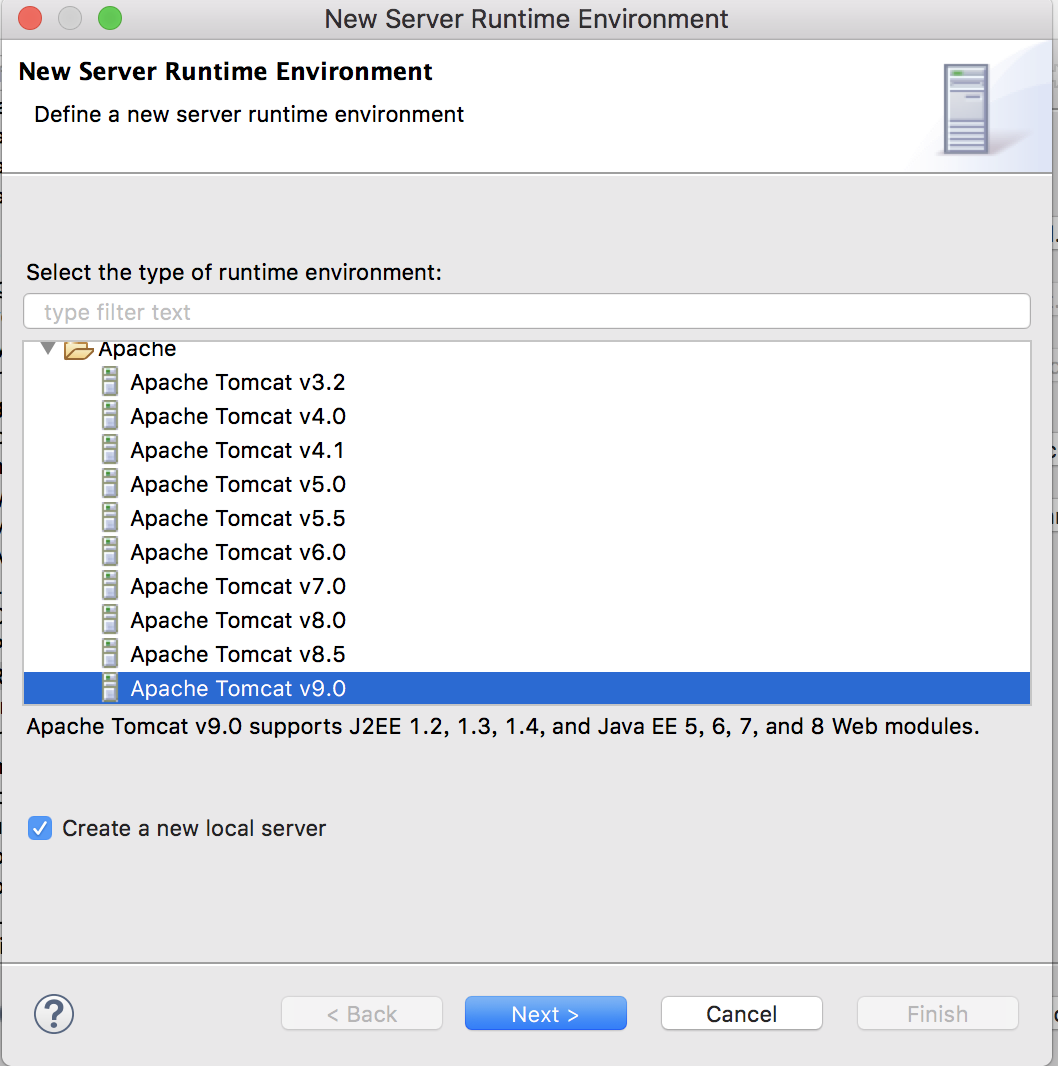 New Server Runtime Environment
New Server Runtime Environment
Define a new server runtime environment
Select the type of runtime environment:
type filter text
Apache
Apache Tomcat v3.2
Apache Tomcat v4.0
Apache Tomcat v4.1
Apache Tomcat v5.0
Apache Tomcat v5.5
Apache Tomcat v6.0
Apache Tomcat v7.0
Apache Tomcat v8.0
Apache Tomcat v8.5
Apache Tomcat v9.0
Apache Tomcat v9.0 supports J2EE 1.2, 1.3, 1.4, and Java EE 5, 6, 7, and 8 Web modules.
Create a new local server
? < Back Next > Cancel Finish